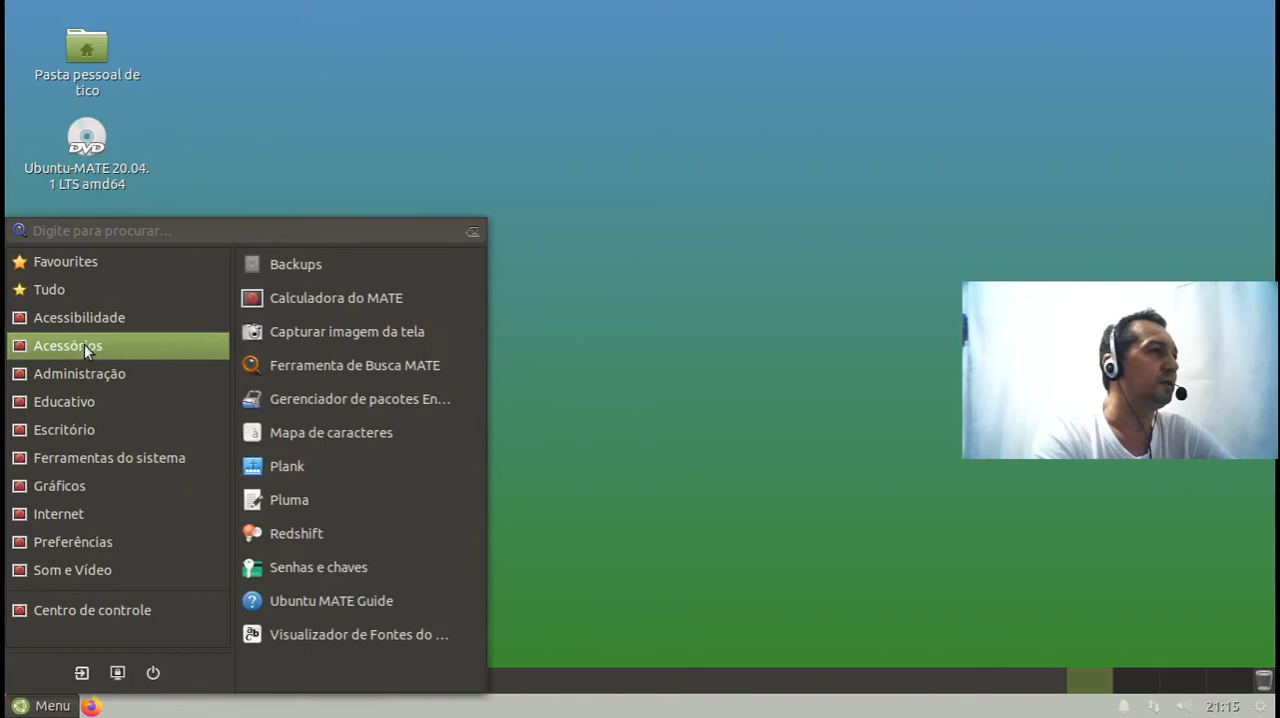 Pasta pessoal de
tico
DVD
Ubuntu-MATE 20.04.
1 LTS amd64
Digite para procurar...
Favourites
Tudo
Acessibilidade
Acessórios
Administração
Educativo
Escritório
Ferramentas do sistema
Gráficos
Internet
Preferências
Som e Vídeo
Centro de controle
Backups
Calculadora do MATE
Capturar imagem da tela
Ferramenta de Busca MATE
Gerenciador de pacotes En...
Mapa de caracteres
Plank
Pluma
Redshift
Senhas e chaves
Ubuntu MATE Guide
Visualizador de Fontes do ...
Menu
21:15